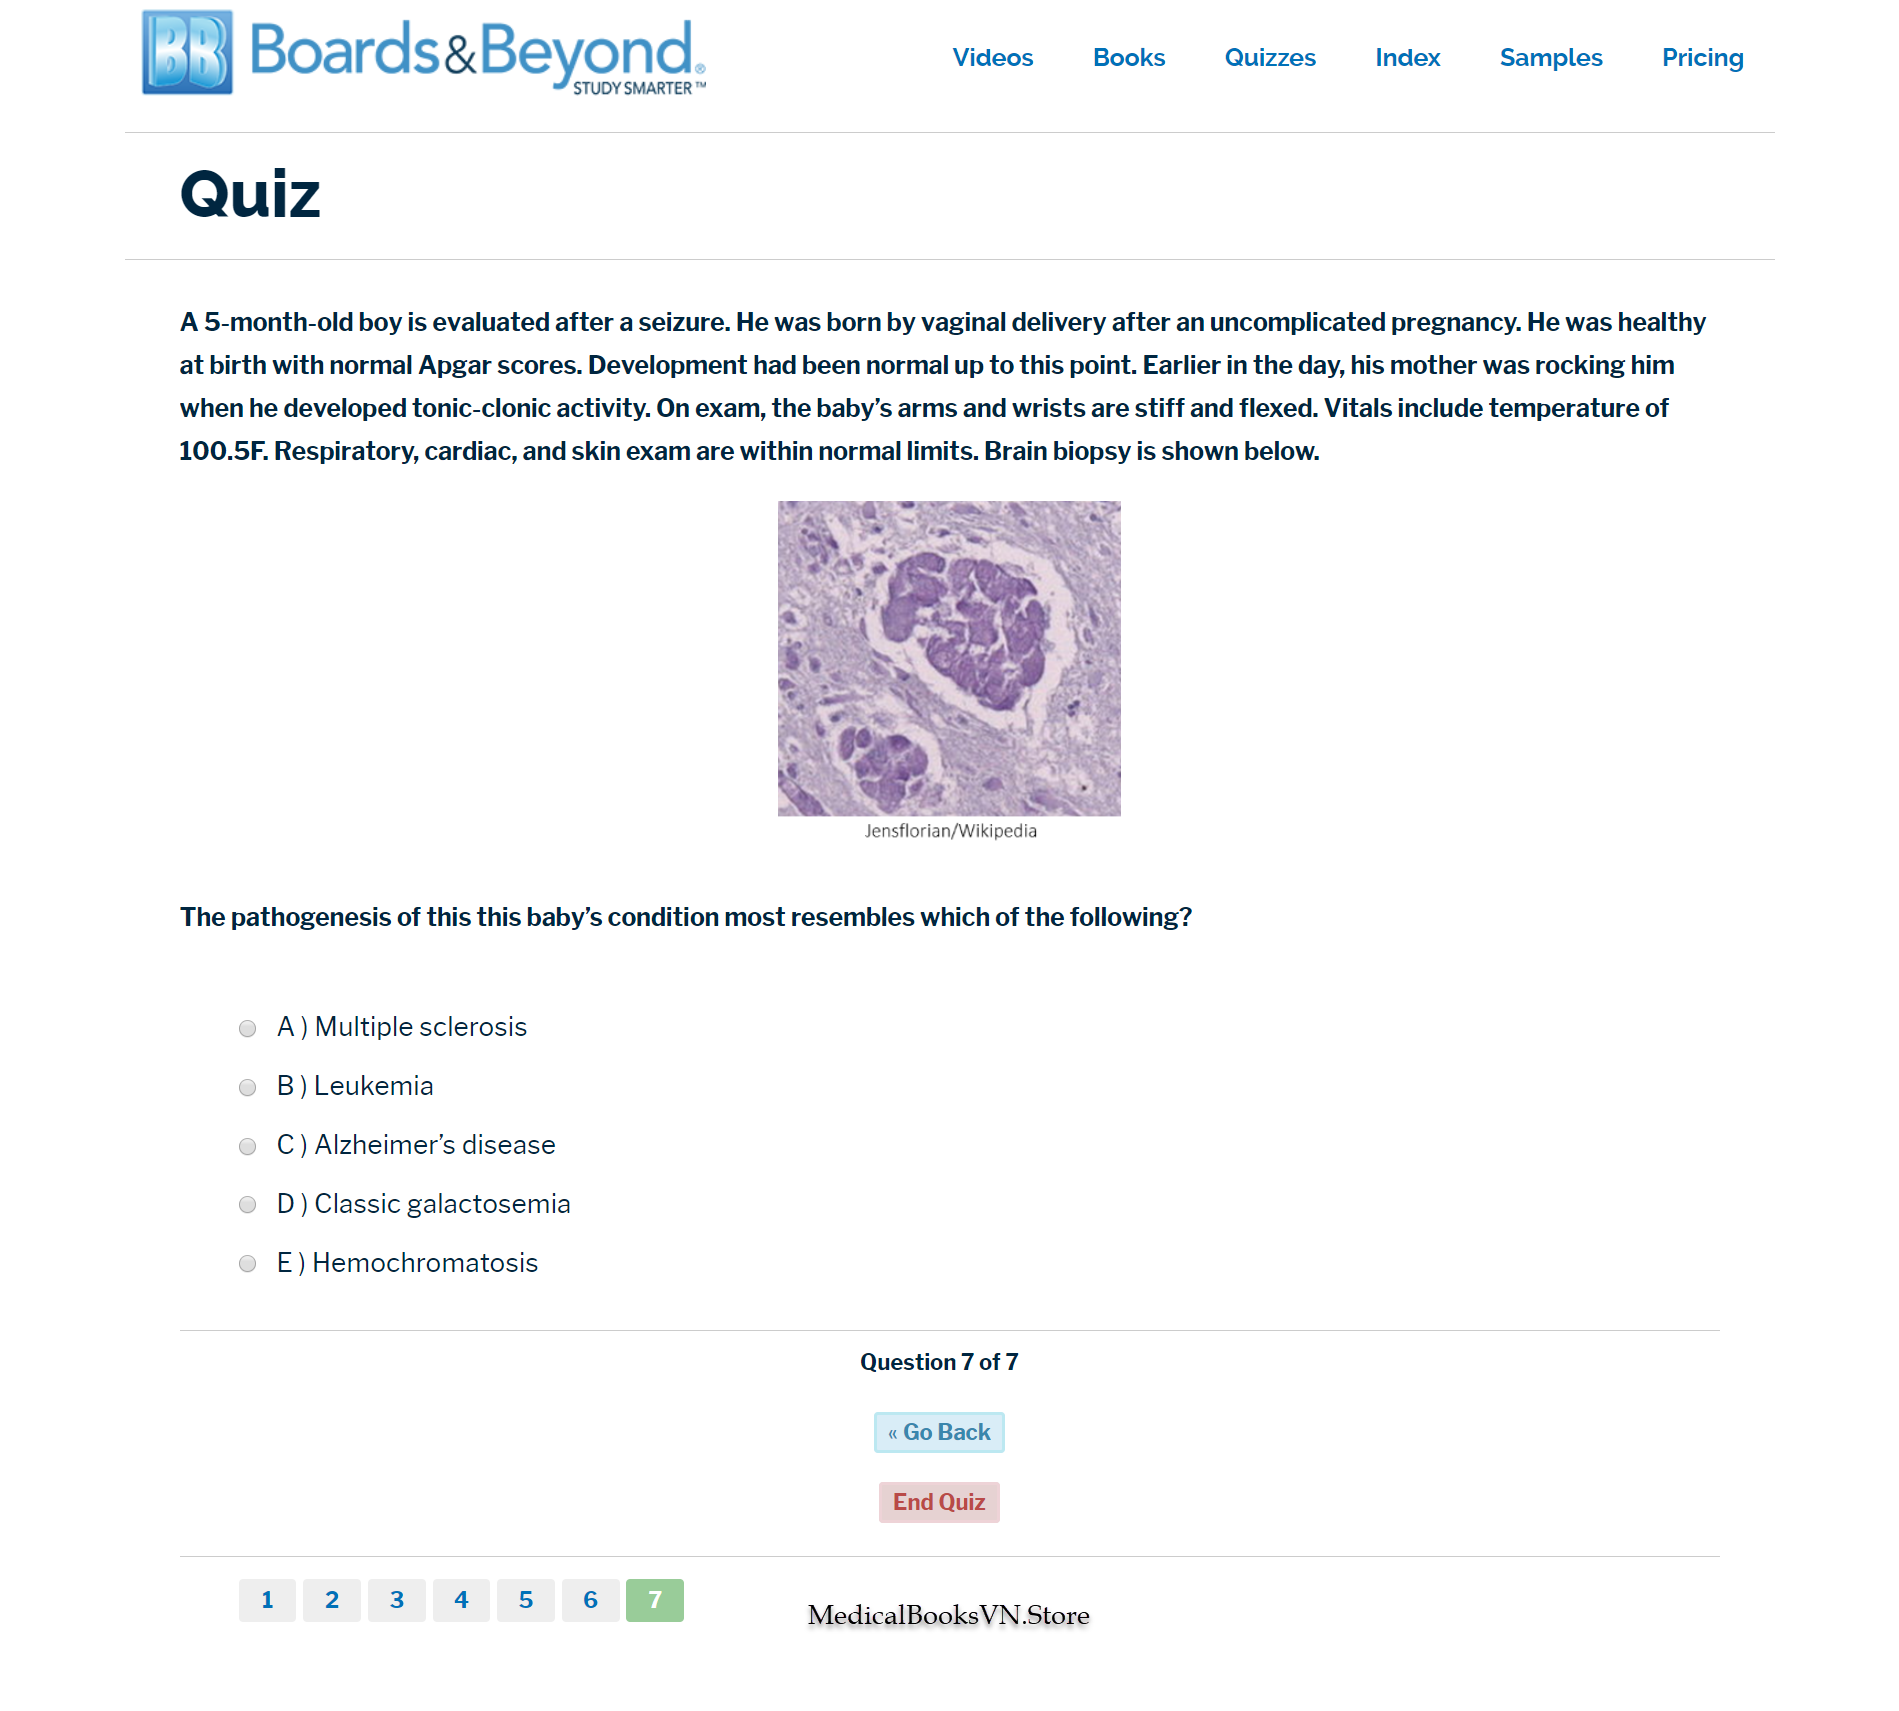 BB Boards&Beyond®
STUDY SMARTER™
Videos Books Quizzes Index Samples Pricing
Quiz
A 5-month-old boy is evaluated after a seizure. He was born by vaginal delivery after an uncomplicated pregnancy. He was healthy
at birth with normal Apgar scores. Development had been normal up to this point. Earlier in the day, his mother was rocking him
when he developed tonic-clonic activity. On exam, the baby’s arms and wrists are stiff and flexed. Vitals include temperature of
100.5F. Respiratory, cardiac, and skin exam are within normal limits. Brain biopsy is shown below.
Jensflorian/Wikipedia
The pathogenesis of this this baby’s condition most resembles which of the following?
A ) Multiple sclerosis
B ) Leukemia
C ) Alzheimer’s disease
D ) Classic galactosemia
E ) Hemochromatosis
Question 7 of 7
« Go Back
End Quiz
1 2 3 4 5 6 7
MedicalBooksVN.Store